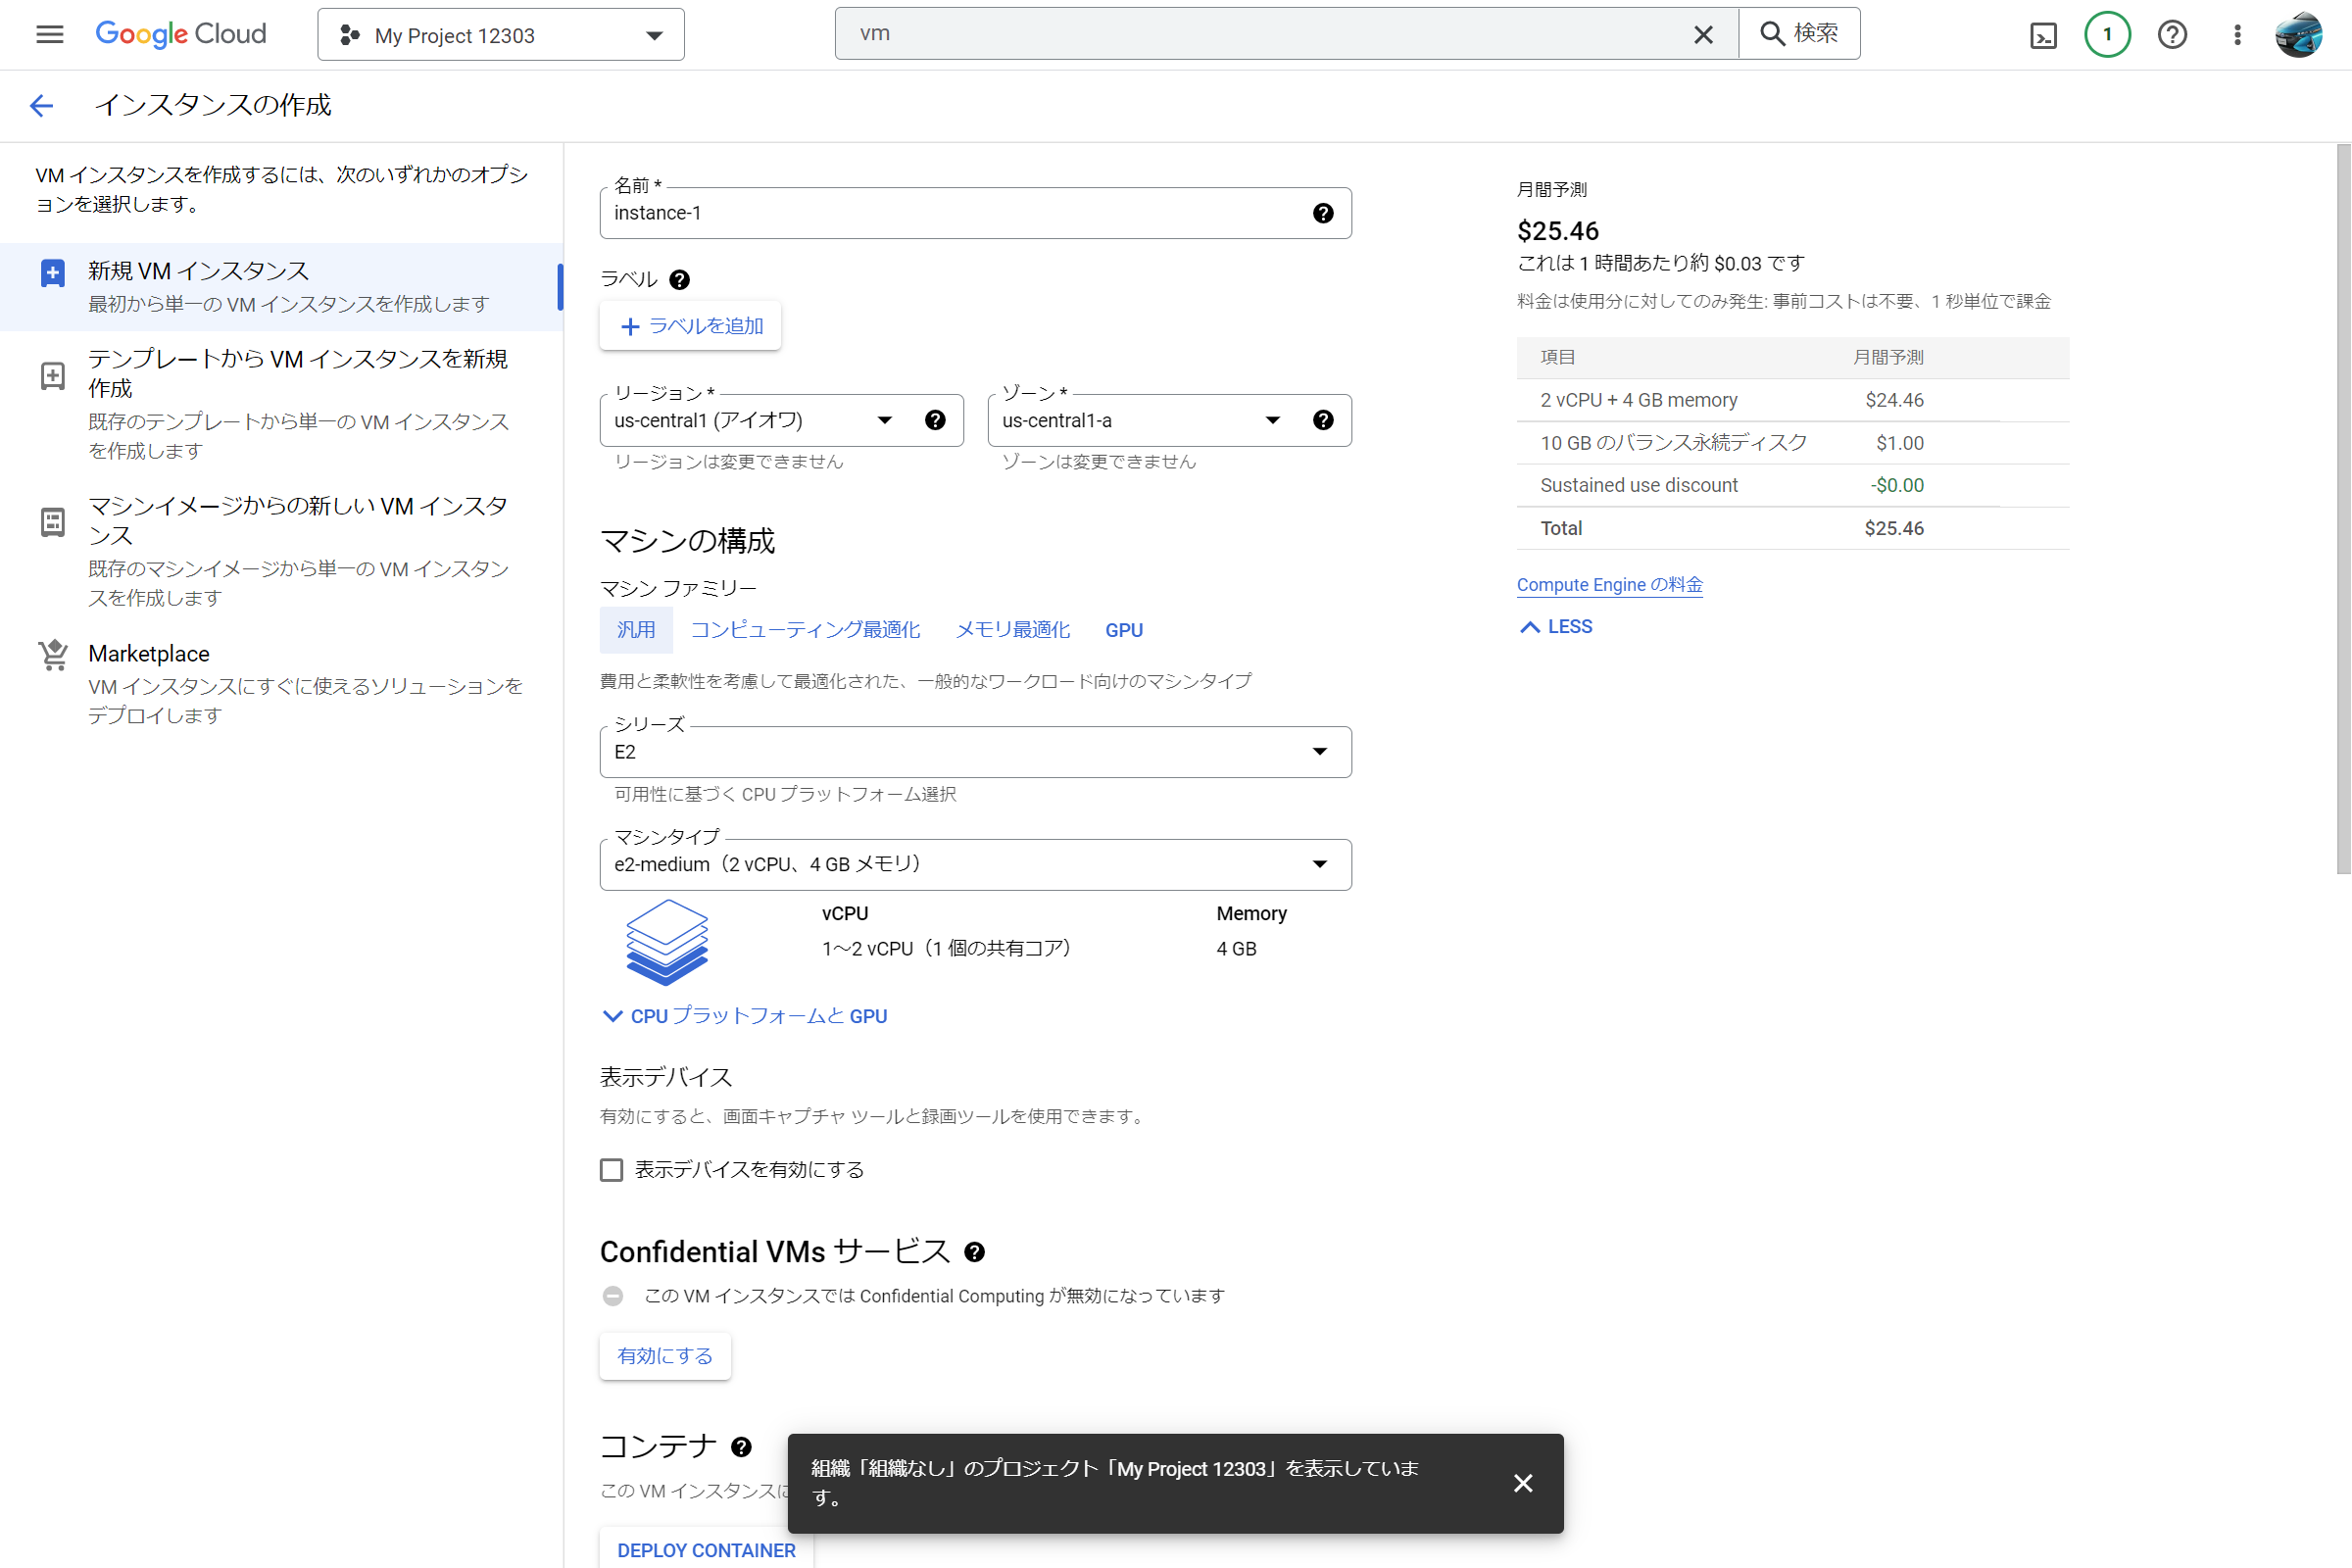 Google Cloud
My Project 12303
vm
検索
1
インスタンスの作成
VM インスタンスを作成するには、次のいずれかのオプシ
ョンを選択します。
新規 VM インスタンス
最初から単一の VM インスタンスを作成します
テンプレートから VM インスタンスを新規
作成
既存のテンプレートから単一の VM インスタンス
を作成します
マシンイメージからの新しい VM インスタ
ンス
既存のマシンイメージから単一の VM インスタン
スを作成します
Marketplace
VM インスタンスにすぐに使えるソリューションを
デプロイします
名前 *
instance-1
ラベル
ラベルを追加
リージョン *
us-central1 (アイオワ)
リージョンは変更できません
ゾーン *
us-central1-a
ゾーンは変更できません
マシンの構成
マシン ファミリー
汎用 コンピューティング最適化 メモリ最適化 GPU
費用と柔軟性を考慮して最適化された、一般的なワークロード向けのマシンタイプ
シリーズ
E2
可用性に基づく CPU プラットフォーム選択
マシンタイプ
e2-medium（2 vCPU、4 GB メモリ）
vCPU Memory
1～2 vCPU（1 個の共有コア） 4 GB
CPU プラットフォームと GPU
表示デバイス
有効にすると、画面キャプチャ ツールと録画ツールを使用できます。
表示デバイスを有効にする
Confidential VMs サービス
この VM インスタンスでは Confidential Computing が無効になっています
有効にする
コンテナ
この VM インスタンスに
DEPLOY CONTAINER
月間予測
$25.46
これは 1 時間あたり約 $0.03 です
料金は使用分に対してのみ発生: 事前コストは不要、1 秒単位で課金
項目 月間予測
2 vCPU + 4 GB memory $24.46
10 GB のバランス永続ディスク $1.00
Sustained use discount -$0.00
Total $25.46
Compute Engine の料金
LESS
組織「組織なし」のプロジェクト「My Project 12303」を表示していま
す。